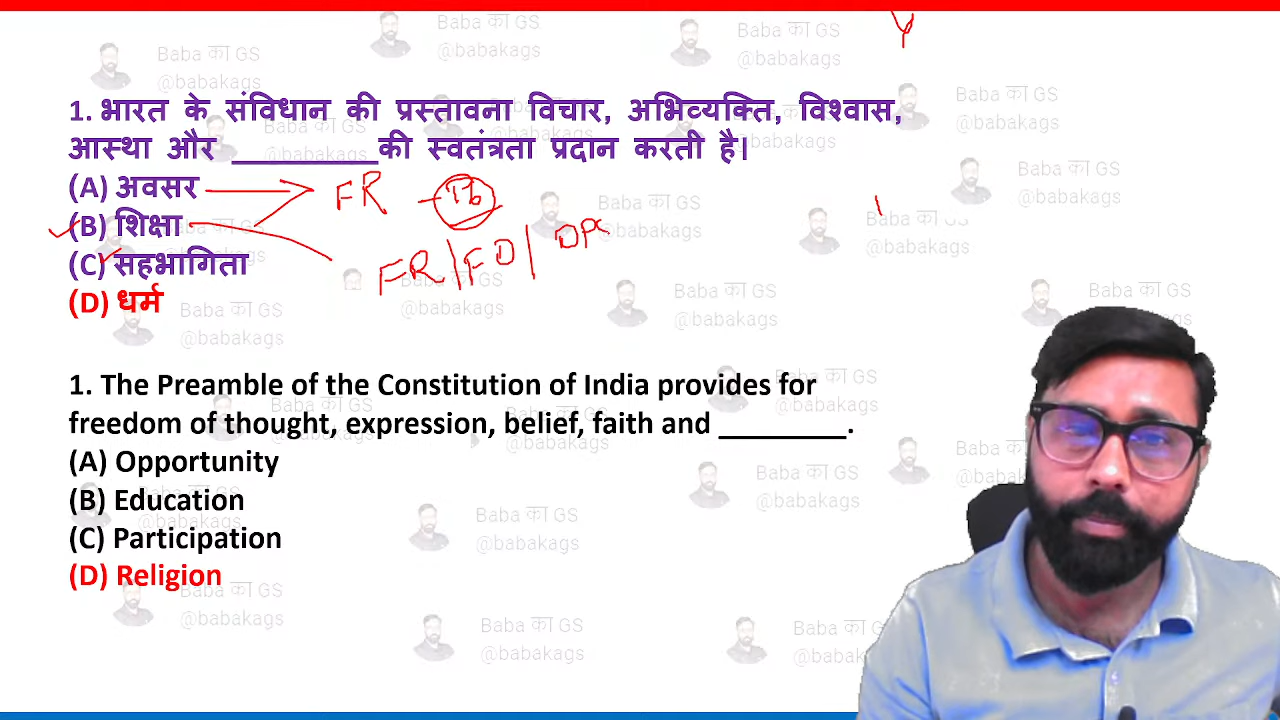 1. भारत के संविधान की प्रस्तावना विचार, अभिव्यक्ति, विश्वास,
आस्था और __________की स्वतंत्रता प्रदान करती है।
(A) अवसर
FR
16
(B) शिक्षा
FR/FD/DPS
(C) सहभागिता
(D) धर्म
1. The Preamble of the Constitution of India provides for
freedom of thought, expression, belief, faith and ________.
(A) Opportunity
(B) Education
(C) Participation
(D) Religion
Baba का GS
@babakags